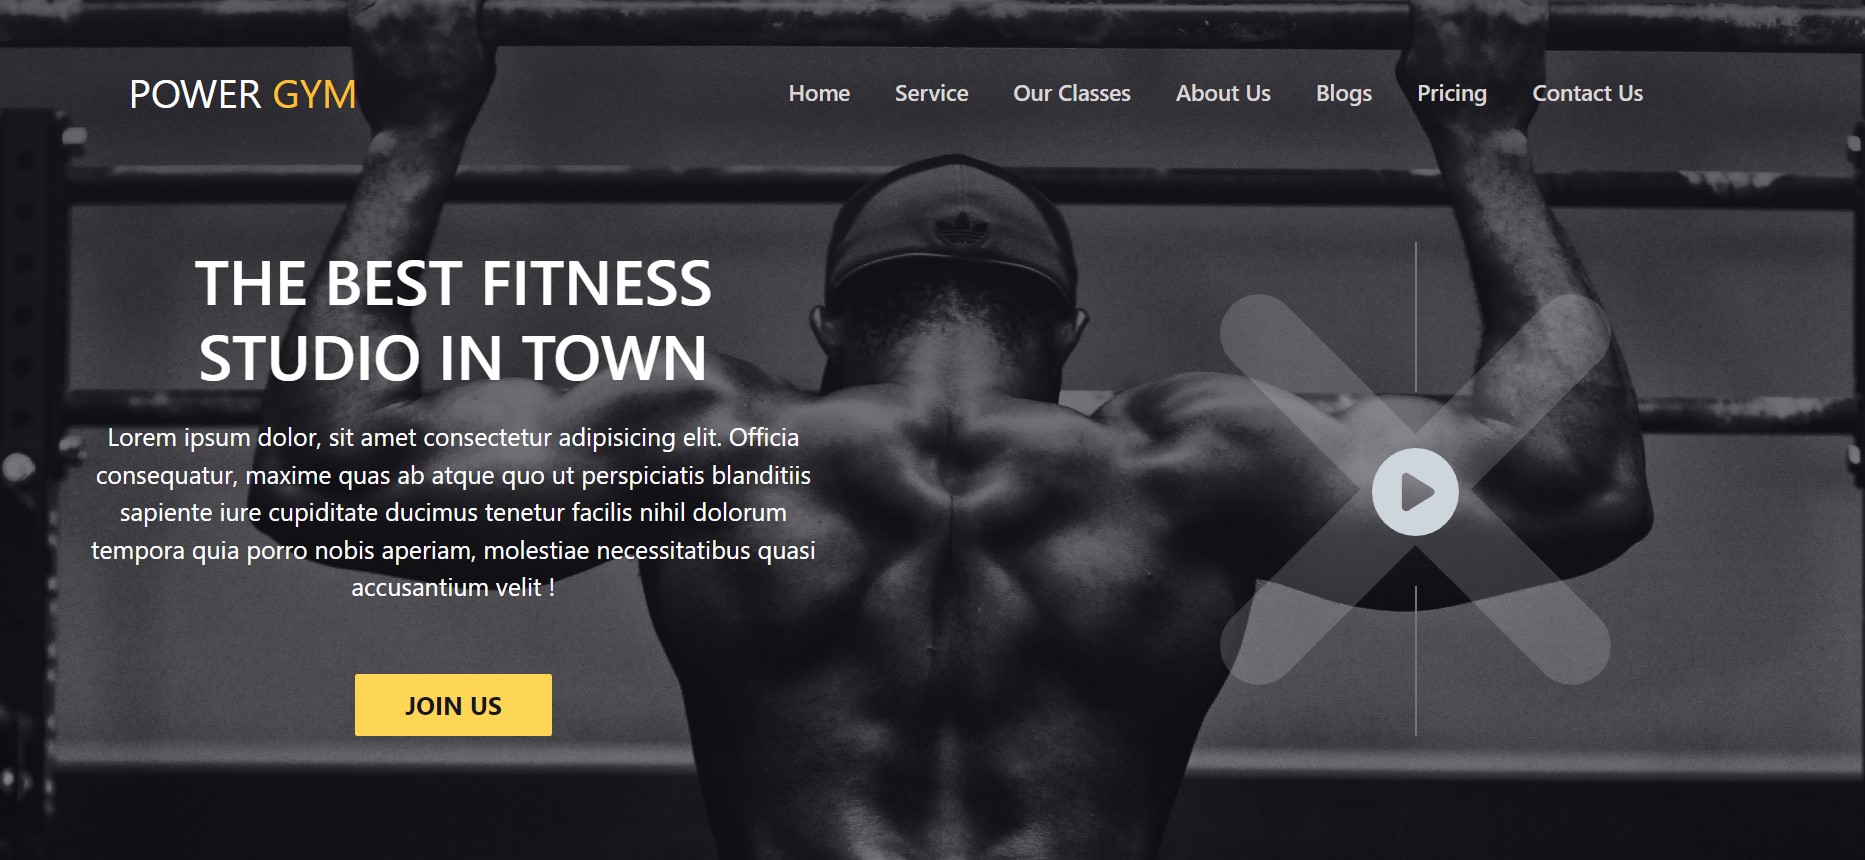 POWER GYM
Home Service Our Classes About Us Blogs Pricing Contact Us
THE BEST FITNESS
STUDIO IN TOWN
Lorem ipsum dolor, sit amet consectetur adipisicing elit. Officia
consequatur, maxime quas ab atque quo ut perspiciatis blanditiis
sapiente iure cupiditate ducimus tenetur facilis nihil dolorum
tempora quia porro nobis aperiam, molestiae necessitatibus quasi
accusantium velit !
JOIN US